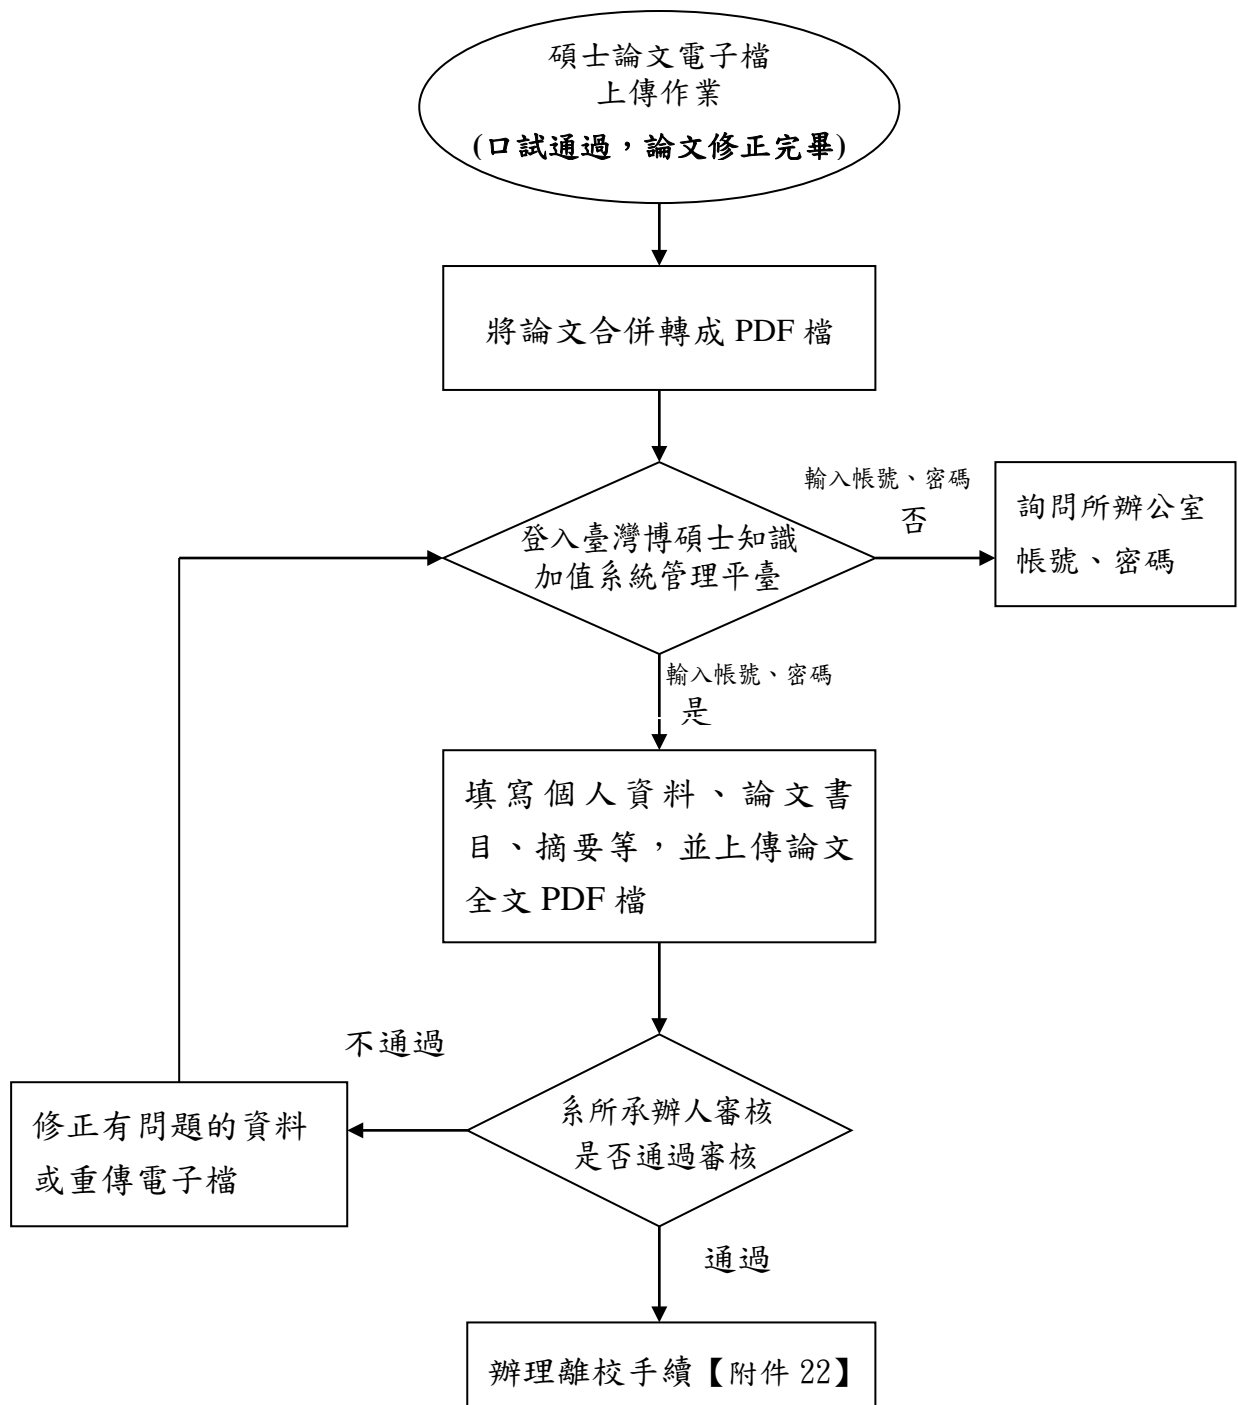 碩士論文電子檔
上傳作業
(口試通過，論文修正完畢)
將論文合併轉成 PDF 檔
登入臺灣博碩士知識
加值系統管理平臺
輸入帳號、密碼
否
詢問所辦公室
帳號、密碼
輸入帳號、密碼
是
填寫個人資料、論文書
目、摘要等，並上傳論文
全文 PDF 檔
系所承辦人審核
是否通過審核
不通過
修正有問題的資料
或重傳電子檔
通過
辦理離校手續【附件 22】